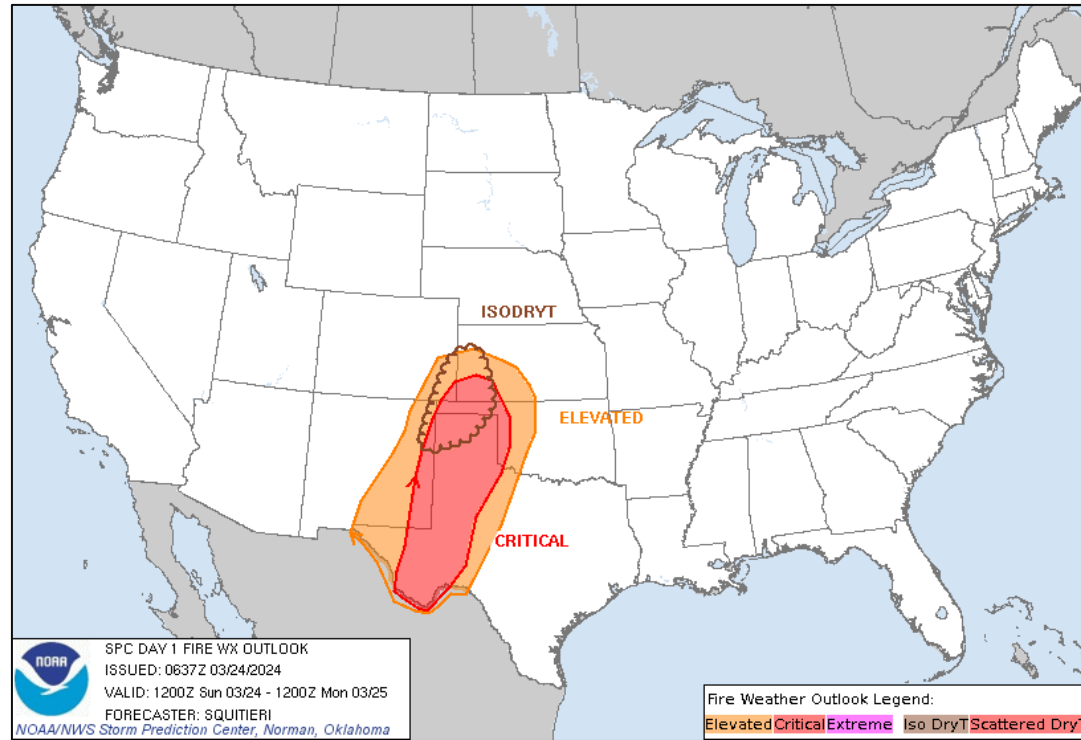 ISODRYT
ELEVATED
CRITICAL
NOAA
SPC DAY 1 FIRE WX OUTLOOK
ISSUED: 0637Z 03/24/2024
VALID: 1200Z Sun 03/24 - 1200Z Mon 03/25
FORECASTER: SQUITIERI
NOAA/NWS Storm Prediction Center, Norman, Oklahoma
Fire Weather Outlook Legend:
Elevated Critical Extreme Iso DryT Scattered DryT